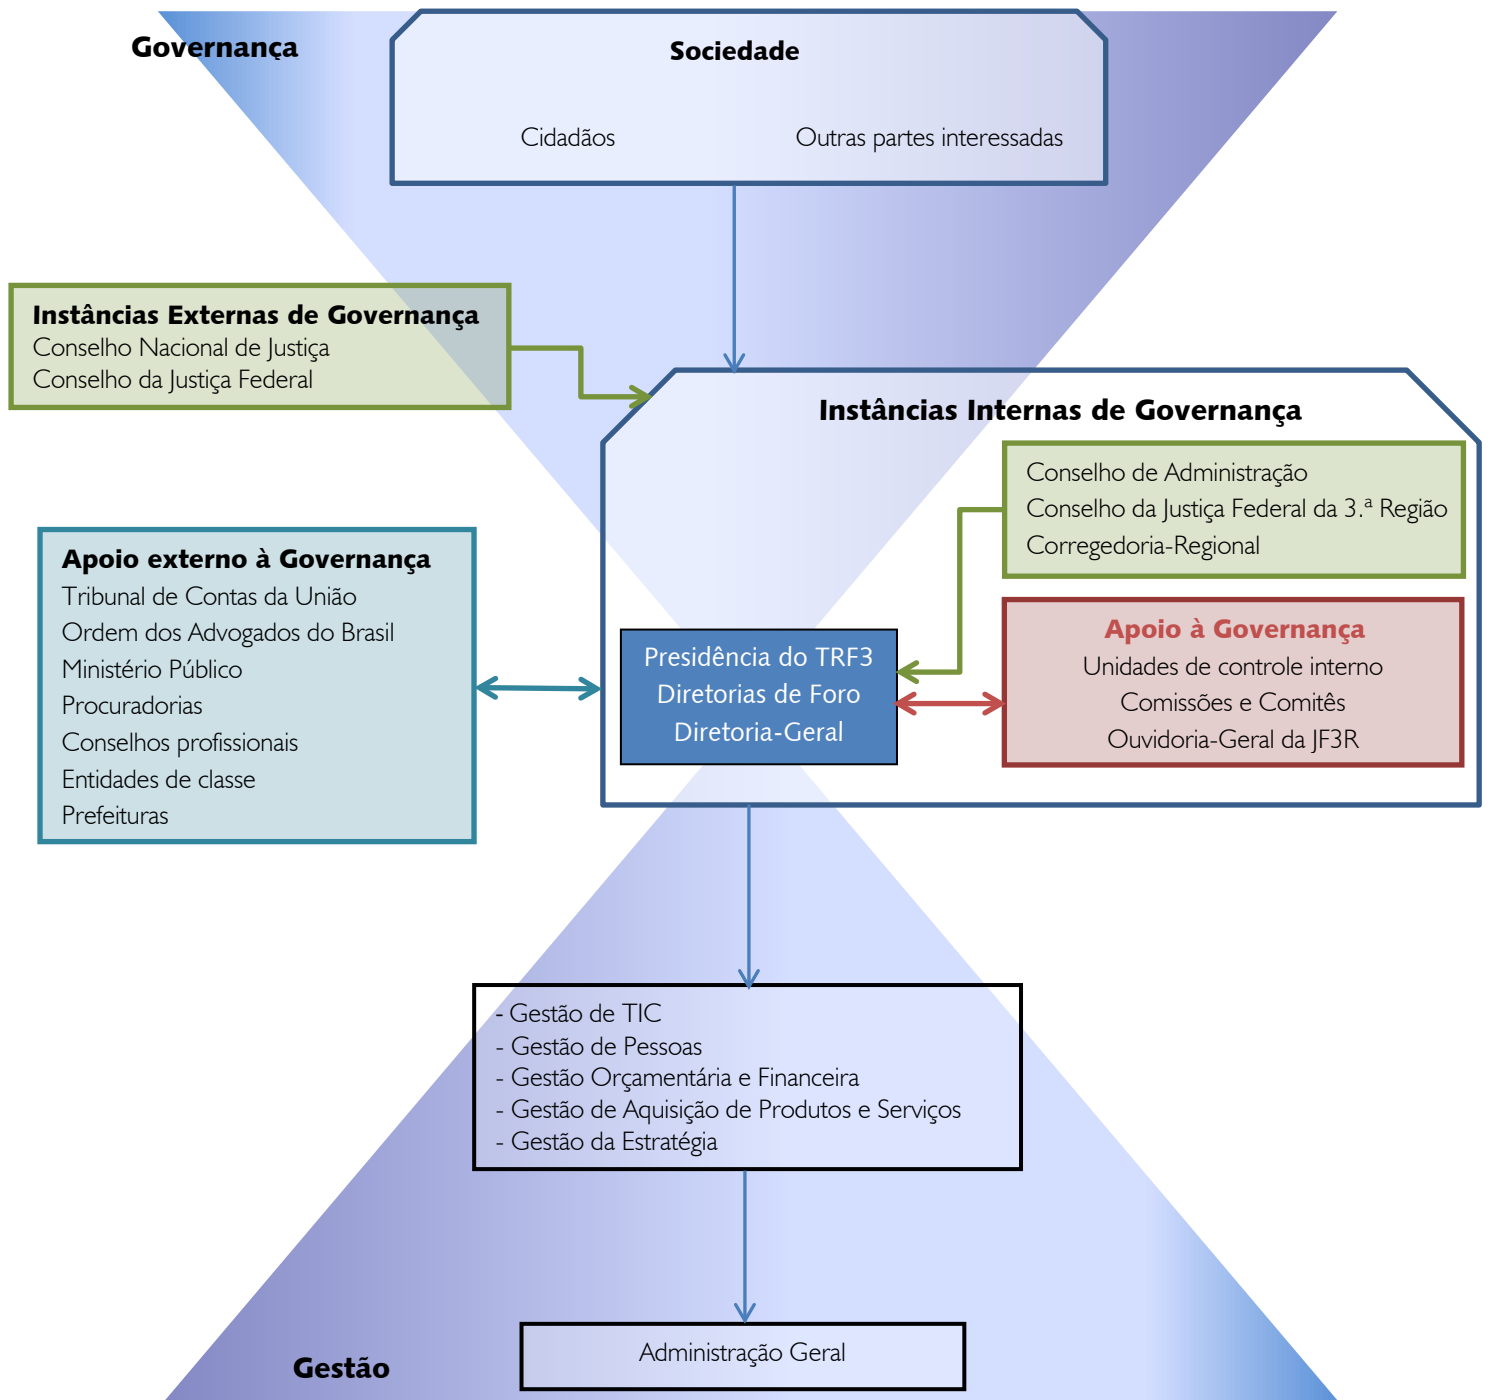 Governança
Sociedade
Cidadãos
Outras partes interessadas
Instâncias Externas de Governança
Conselho Nacional de Justiça
Conselho da Justiça Federal
Instâncias Internas de Governança
Conselho de Administração
Conselho da Justiça Federal da 3.ª Região
Corregedoria-Regional
Apoio externo à Governança
Tribunal de Contas da União
Ordem dos Advogados do Brasil
Ministério Público
Procuradorias
Conselhos profissionais
Entidades de classe
Prefeituras
Presidência do TRF3
Diretorias de Foro
Diretoria-Geral
Apoio à Governança
Unidades de controle interno
Comissões e Comitês
Ouvidoria-Geral da JF3R
- Gestão de TIC
- Gestão de Pessoas
- Gestão Orçamentária e Financeira
- Gestão de Aquisição de Produtos e Serviços
- Gestão da Estratégia
Administração Geral
Gestão